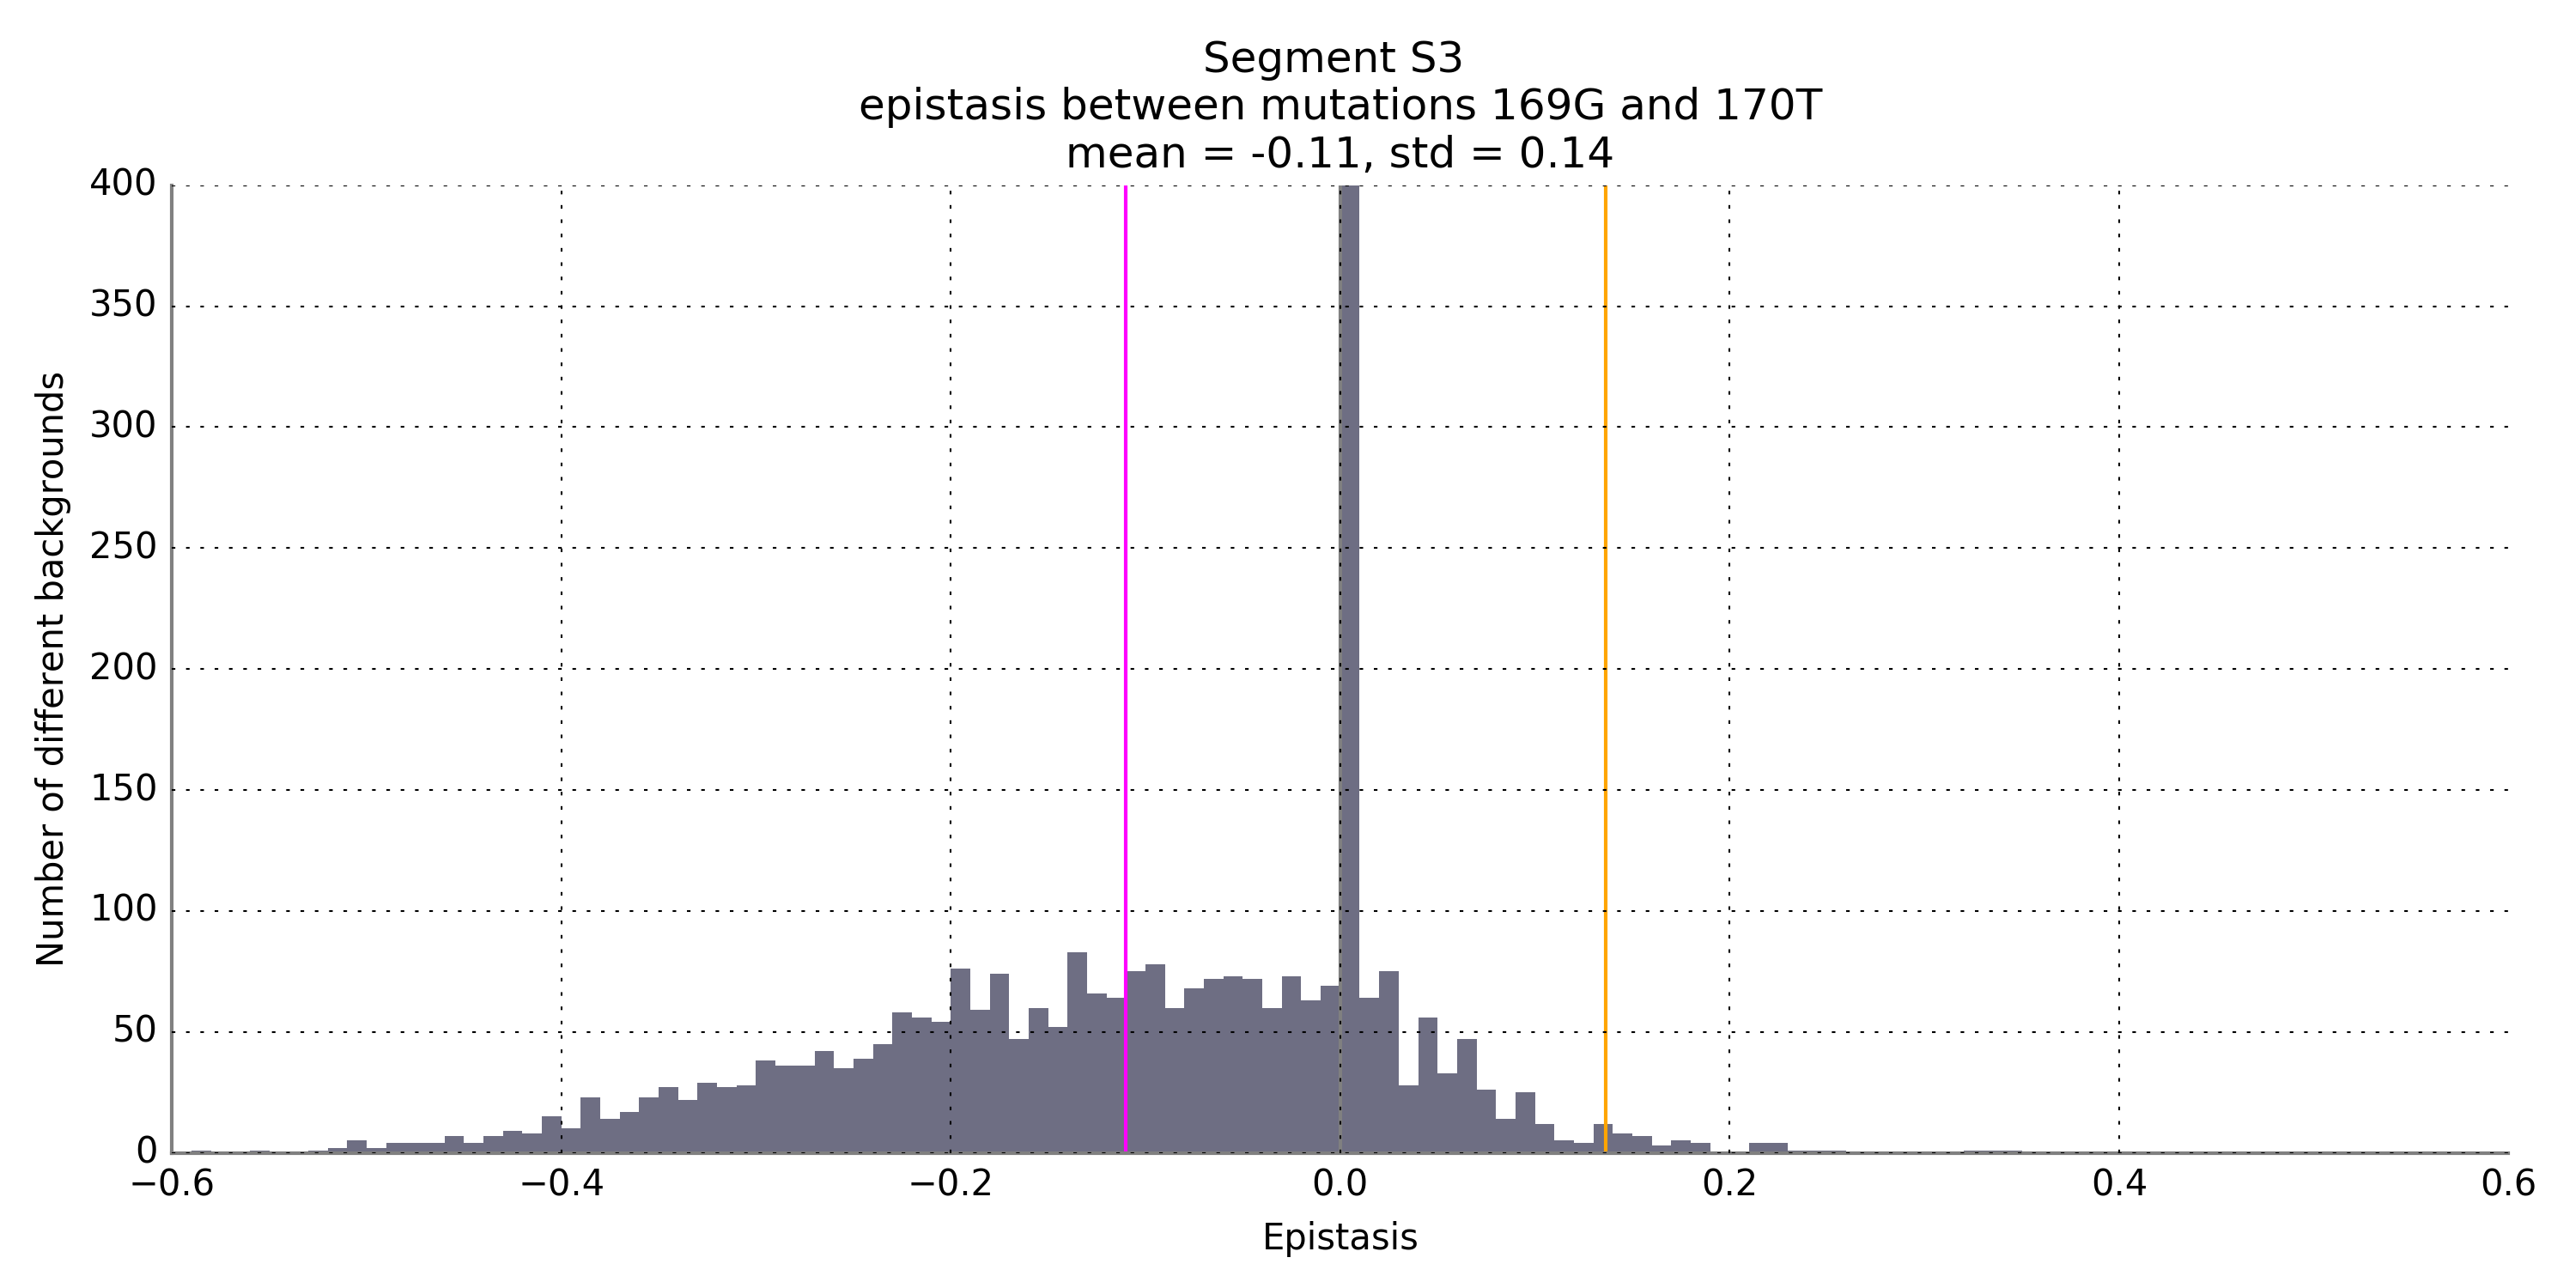 Segment S3
epistasis between mutations 169G and 170T
mean = -0.11, std = 0.14
400
350
300
250
200
150
100
50
0
Number of different backgrounds
−0.6 −0.4 −0.2 0.0 0.2 0.4 0.6
Epistasis